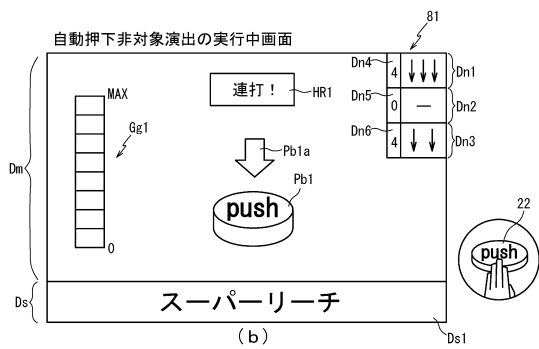 自動押下非対象演出の実行中画面
81
Dn4
4
Dn1
Dn5
0
—
Dn2
Dn6
4
Dn3
MAX
連打！
HR1
Gg1
Pb1a
Dm
Pb1
push
0
22
push
Ds
スーパーリーチ
Ds1
(b)